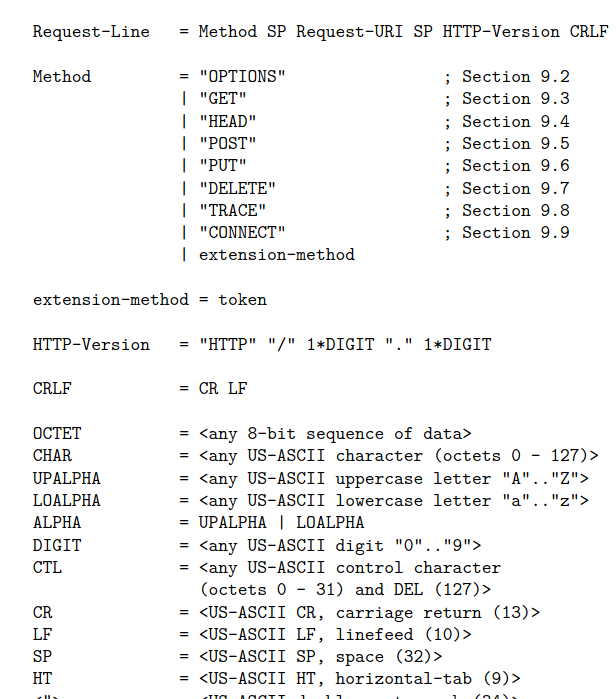 Request-Line = Method SP Request-URI SP HTTP-Version CRLF
Method = "OPTIONS" ; Section 9.2
| "GET" ; Section 9.3
| "HEAD" ; Section 9.4
| "POST" ; Section 9.5
| "PUT" ; Section 9.6
| "DELETE" ; Section 9.7
| "TRACE" ; Section 9.8
| "CONNECT" ; Section 9.9
| extension-method
extension-method = token
HTTP-Version = "HTTP" "/" 1*DIGIT "." 1*DIGIT
CRLF = CR LF
OCTET = <any 8-bit sequence of data>
CHAR = <any US-ASCII character (octets 0 - 127)>
UPALPHA = <any US-ASCII uppercase letter "A".."Z">
LOALPHA = <any US-ASCII lowercase letter "a".."z">
ALPHA = UPALPHA | LOALPHA
DIGIT = <any US-ASCII digit "0".."9">
CTL = <any US-ASCII control character
(octets 0 - 31) and DEL (127)>
CR = <US-ASCII CR, carriage return (13)>
LF = <US-ASCII LF, linefeed (10)>
SP = <US-ASCII SP, space (32)>
HT = <US-ASCII HT, horizontal-tab (9)>